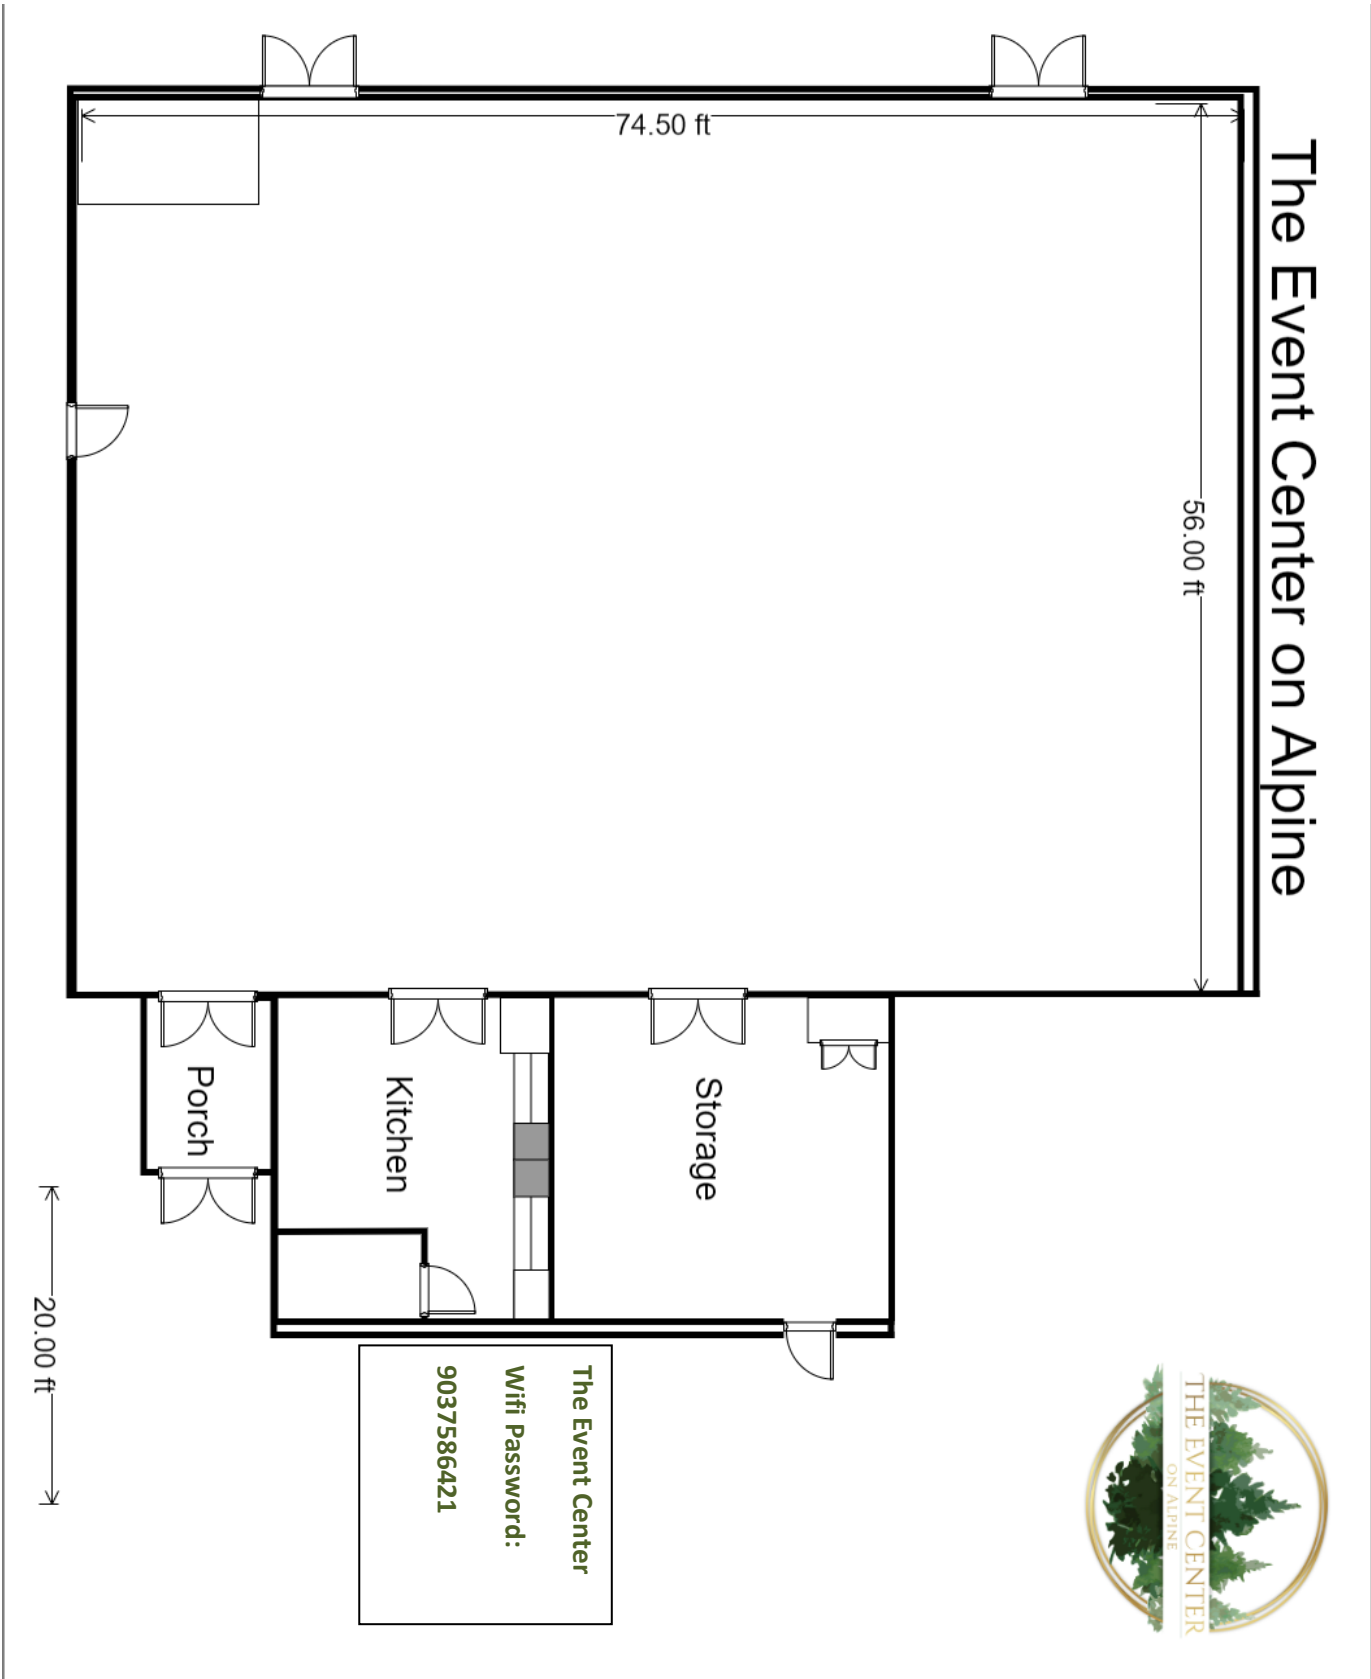 The Event Center on Alpine
74.50 ft
56.00 ft
Storage
Kitchen
Porch
20.00 ft
The Event Center
Wifi Password:
9037586421
THE EVENT CENTER
ON ALPINE